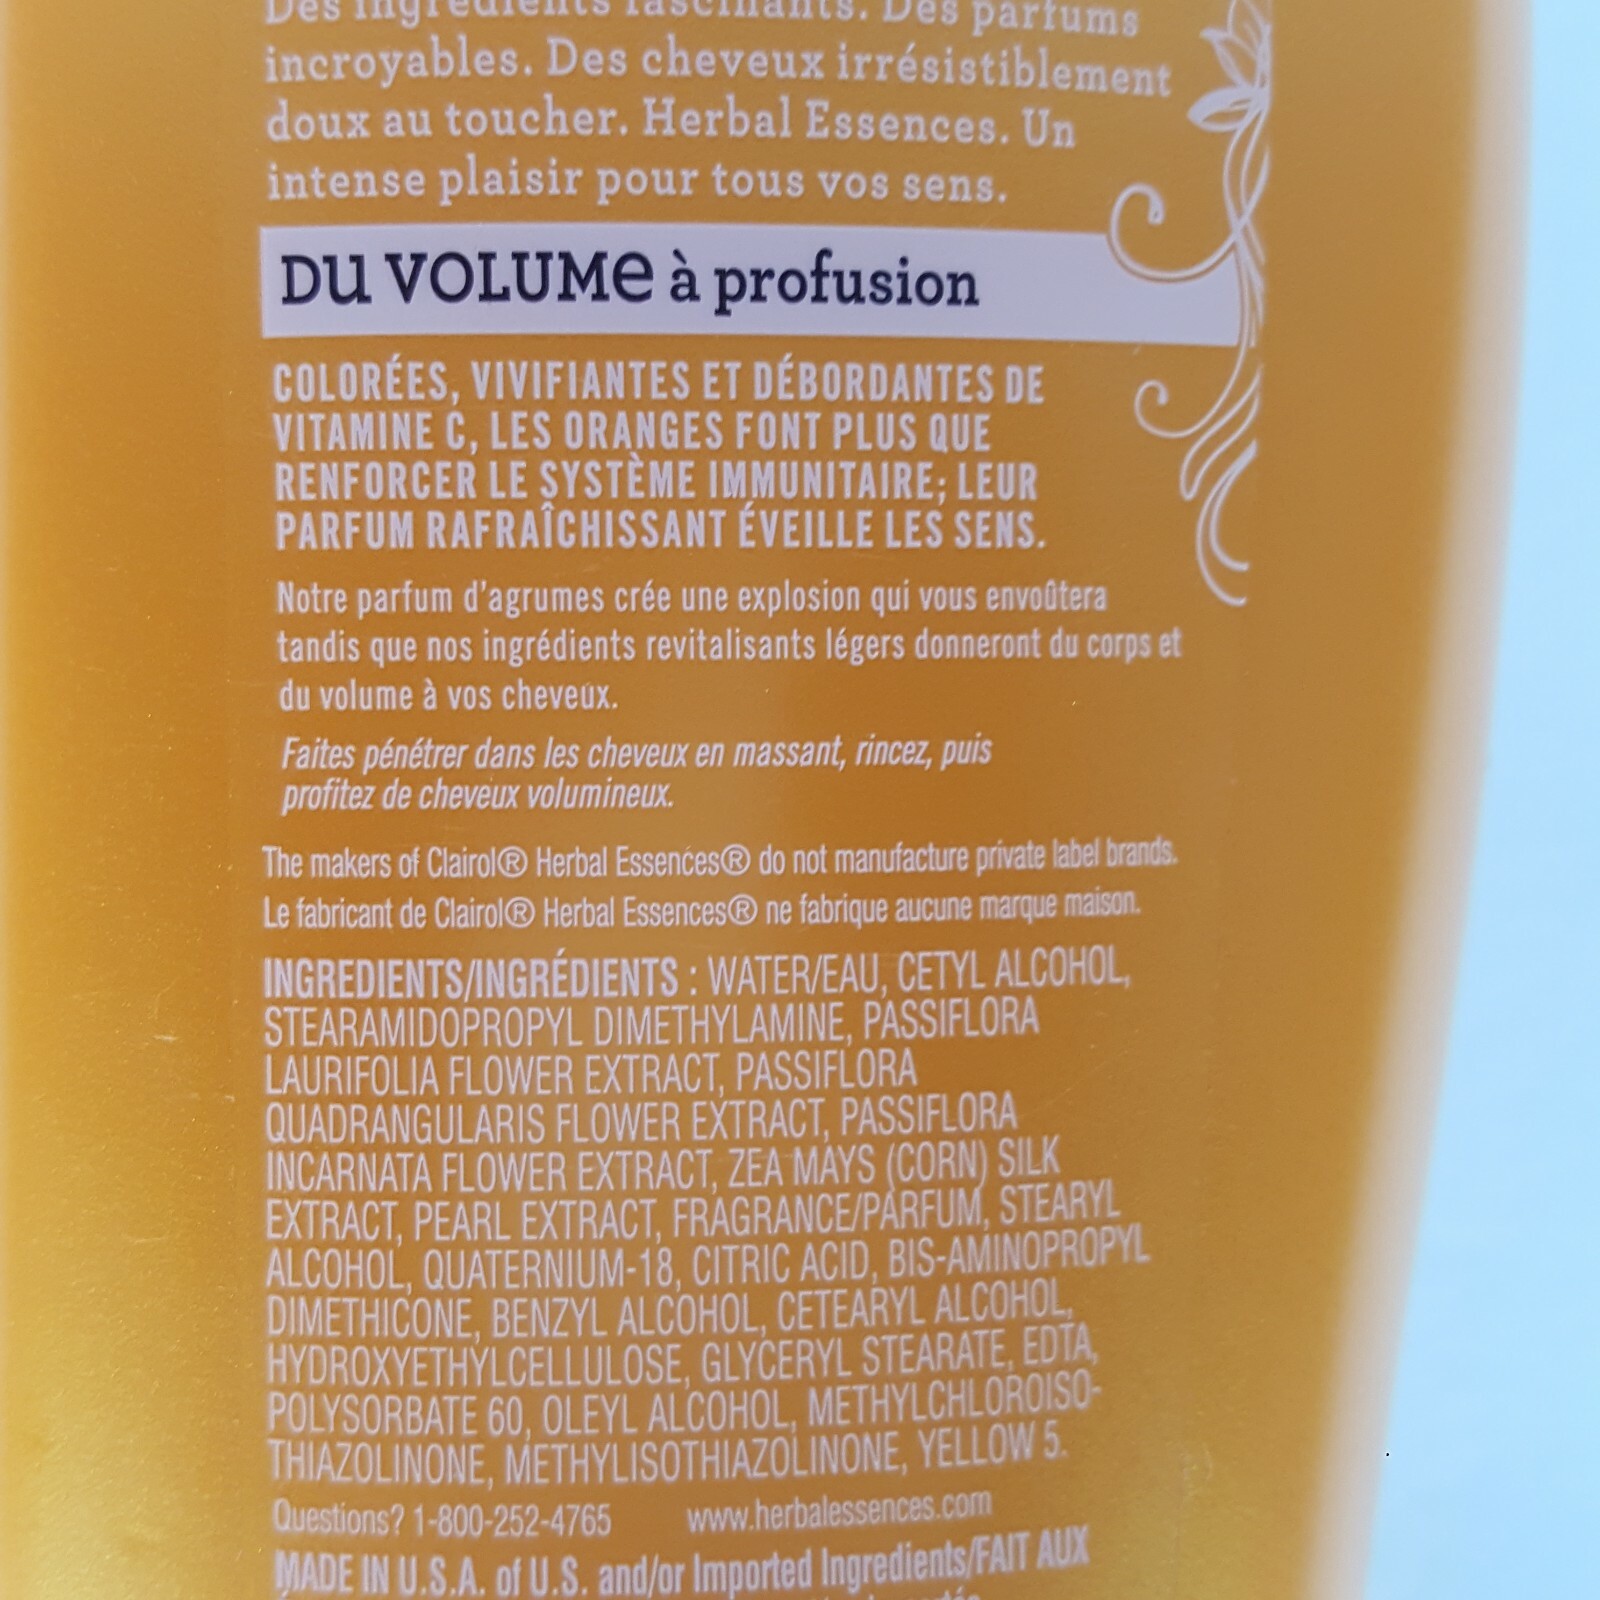 Des ingrédients fascinants. Des parfums
incroyables. Des cheveux irrésistiblement
doux au toucher. Herbal Essences. Un
intense plaisir pour tous vos sens.
DU VOLUMe à profusion
COLORÉES, VIVIFIANTES ET DÉBORDANTES DE
VITAMINE C, LES ORANGES FONT PLUS QUE
RENFORCER LE SYSTÈME IMMUNITAIRE; LEUR
PARFUM RAFRAÎCHISSANT ÉVEILLE LES SENS.
Notre parfum d'agrumes crée une explosion qui vous envoûtera
tandis que nos ingrédients revitalisants légers donneront du corps et
du volume à vos cheveux.
Faites pénétrer dans les cheveux en massant, rincez, puis
profitez de cheveux volumineux.
The makers of Clairol® Herbal Essences® do not manufacture private label brands.
Le fabricant de Clairol® Herbal Essences® ne fabrique aucune marque maison.
INGREDIENTS/INGRÉDIENTS : WATER/EAU, CETYL ALCOHOL,
STEARAMIDOPROPYL DIMETHYLAMINE, PASSIFLORA
LAURIFOLIA FLOWER EXTRACT, PASSIFLORA
QUADRANGULARIS FLOWER EXTRACT, PASSIFLORA
INCARNATA FLOWER EXTRACT, ZEA MAYS (CORN) SILK
EXTRACT, PEARL EXTRACT, FRAGRANCE/PARFUM, STEARYL
ALCOHOL, QUATERNIUM-18, CITRIC ACID, BIS-AMINOPROPYL
DIMETHICONE, BENZYL ALCOHOL, CETEARYL ALCOHOL,
HYDROXYETHYLCELLULOSE, GLYCERYL STEARATE, EDTA,
POLYSORBATE 60, OLEYL ALCOHOL, METHYLCHLOROISO-
THIAZOLINONE, METHYLISOTHIAZOLINONE, YELLOW 5.
Questions? 1-800-252-4765 www.herbalessences.com
MADE IN U.S.A. of U.S. and/or Imported Ingredients/FAIT AUX